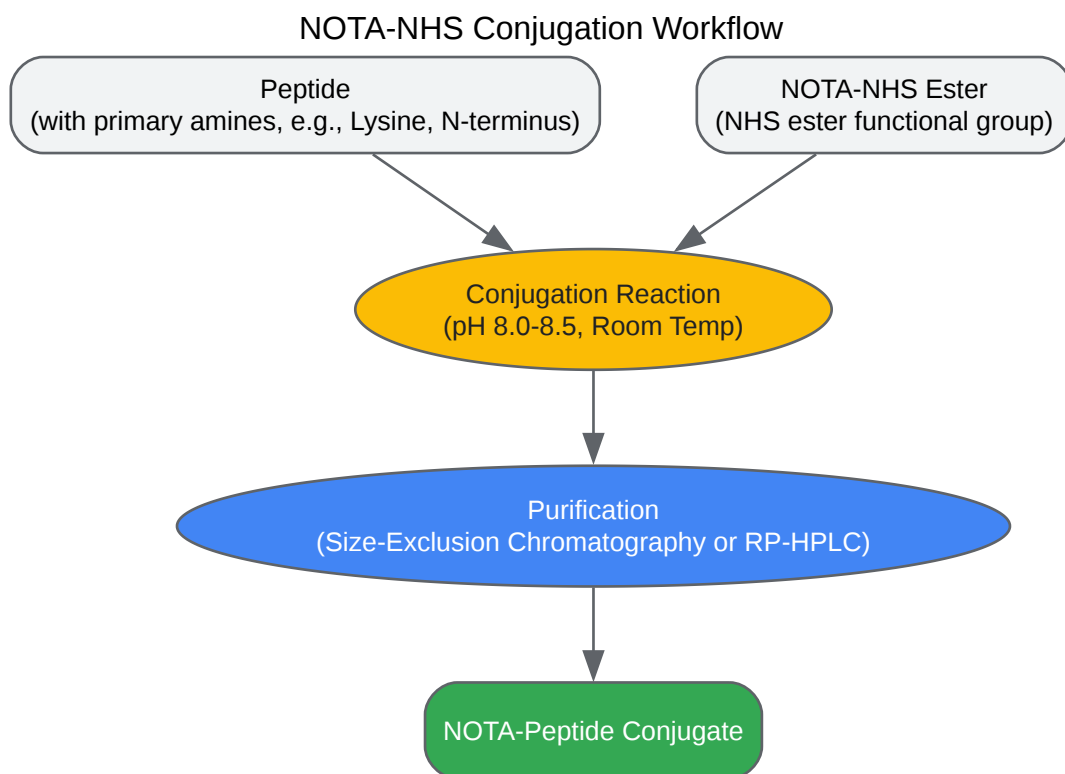 NOTA-NHS Conjugation Workflow
Peptide
(with primary amines, e.g., Lysine, N-terminus)
NOTA-NHS Ester
(NHS ester functional group)
Conjugation Reaction
(pH 8.0-8.5, Room Temp)
Purification
(Size-Exclusion Chromatography or RP-HPLC)
NOTA-Peptide Conjugate